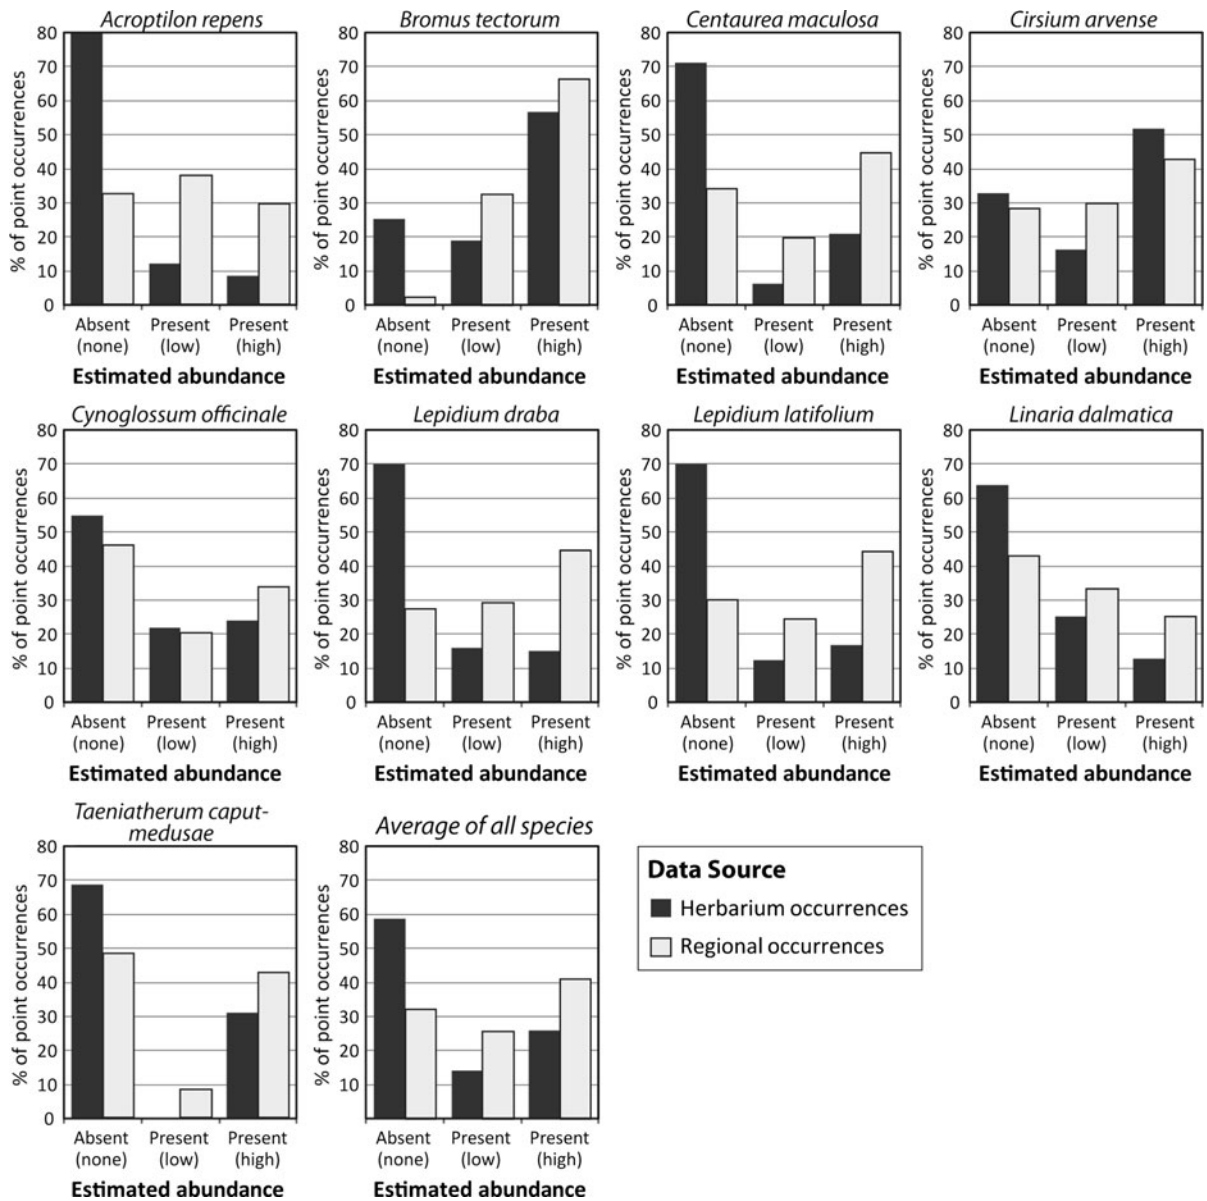 Acroptilon repens
% of point occurrences
80
70
60
50
40
30
20
10
0
Absent (none)
Present (low)
Present (high)
Estimated abundance
Bromus tectorum
% of point occurrences
80
70
60
50
40
30
20
10
0
Absent (none)
Present (low)
Present (high)
Estimated abundance
Centaurea maculosa
% of point occurrences
80
70
60
50
40
30
20
10
0
Absent (none)
Present (low)
Present (high)
Estimated abundance
Cirsium arvense
% of point occurrences
80
70
60
50
40
30
20
10
0
Absent (none)
Present (low)
Present (high)
Estimated abundance
Cynoglossum officinale
% of point occurrences
80
70
60
50
40
30
20
10
0
Absent (none)
Present (low)
Present (high)
Estimated abundance
Lepidium draba
% of point occurrences
80
70
60
50
40
30
20
10
0
Absent (none)
Present (low)
Present (high)
Estimated abundance
Lepidium latifolium
% of point occurrences
80
70
60
50
40
30
20
10
0
Absent (none)
Present (low)
Present (high)
Estimated abundance
Linaria dalmatica
% of point occurrences
80
70
60
50
40
30
20
10
0
Absent (none)
Present (low)
Present (high)
Estimated abundance
Taeniatherum caput-
medusae
% of point occurrences
80
70
60
50
40
30
20
10
0
Absent (none)
Present (low)
Present (high)
Estimated abundance
Average of all species
% of point occurrences
80
70
60
50
40
30
20
10
Absent (none)
Present (low)
Present (high)
Estimated abundance
Data Source
Herbarium occurrences
Regional occurrences